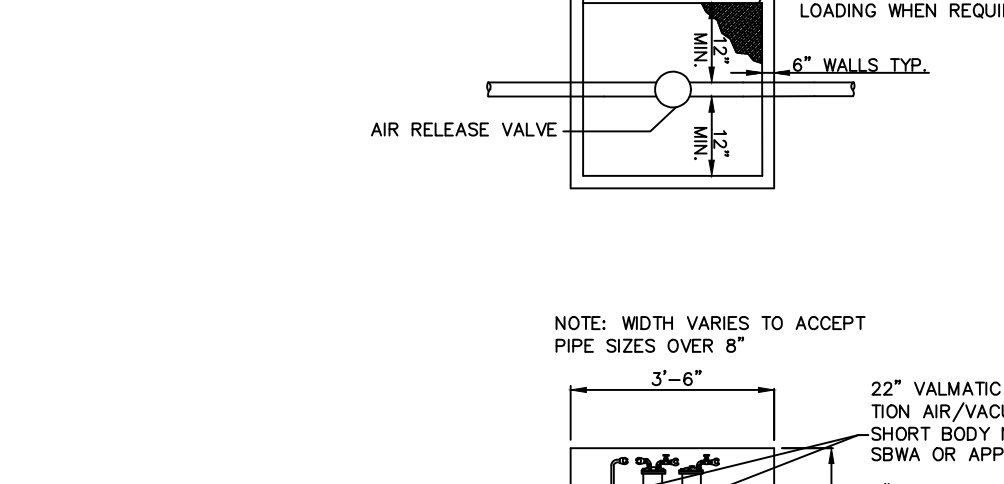 LOADING WHEN REQUI
12"
MIN.
6" WALLS TYP.
AIR RELEASE VALVE
12"
MIN.
NOTE: WIDTH VARIES TO ACCEPT
PIPE SIZES OVER 8"
3'-6"
22" VALMATIC
TION AIR/VAC
SHORT BODY
SBWA OR APP